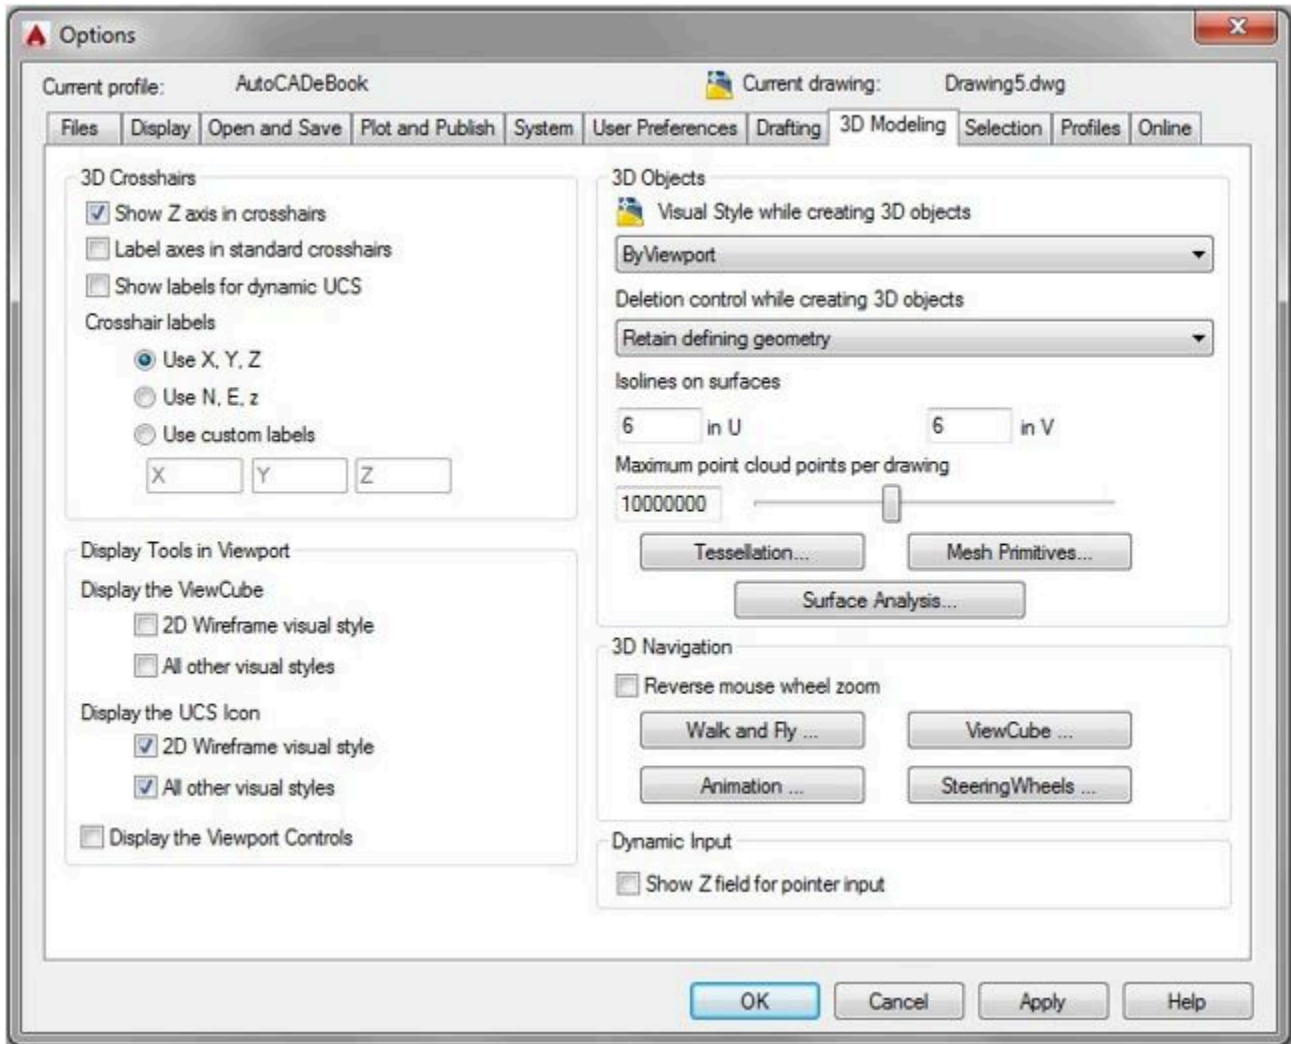 Options
Current profile: AutoCADeBook Current drawing: Drawing5.dwg
Files Display Open and Save Plot and Publish System User Preferences Drafting 3D Modeling Selection Profiles Online
3D Crosshairs
Show Z axis in crosshairs
Label axes in standard crosshairs
Show labels for dynamic UCS
Crosshair labels
Use X, Y, Z
Use N, E, z
Use custom labels
X Y Z
Display Tools in Viewport
Display the ViewCube
2D Wireframe visual style
All other visual styles
Display the UCS Icon
2D Wireframe visual style
All other visual styles
Display the Viewport Controls
3D Objects
Visual Style while creating 3D objects
ByViewport
Deletion control while creating 3D objects
Retain defining geometry
Isolines on surfaces
6 in U 6 in V
Maximum point cloud points per drawing
10000000
Tessellation... Mesh Primitives...
Surface Analysis...
3D Navigation
Reverse mouse wheel zoom
Walk and Fly ... ViewCube ...
Animation ... SteeringWheels ...
Dynamic Input
Show Z field for pointer input
OK Cancel Apply Help